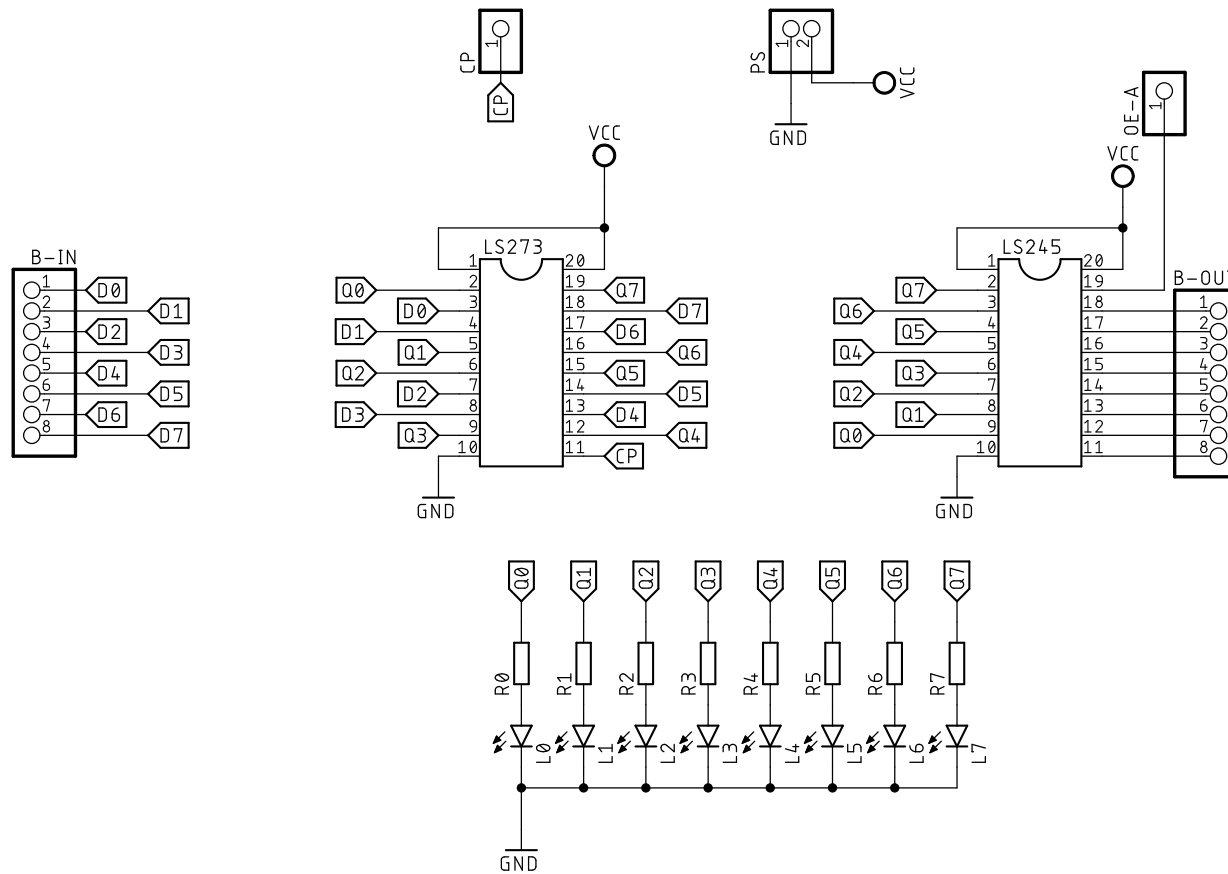 CP
1
CP
PS
1
2
VCC
GND
OE-A
1
VCC
VCC
B-IN
1 D0
2 D1
3 D2
4 D3
5 D4
6 D5
7 D6
8 D7
LS273
1 20
Q0 2 19 Q7
D0 3 18 D7
D1 4 17 D6
Q1 5 16 Q6
Q2 6 15 Q5
D2 7 14 D5
D3 8 13 D4
Q3 9 12 Q4
10 11 CP
GND
LS245
1 20
Q7 2 19
Q6 3 18
Q5 4 17
Q4 5 16
Q3 6 15
Q2 7 14
Q1 8 13
Q0 9 12
10 11
GND
B-OUT
1
2
3
4
5
6
7
8
Q0 Q1 Q2 Q3 Q4 Q5 Q6 Q7
R0 R1 R2 R3 R4 R5 R6 R7
L0 L1 L2 L3 L4 L5 L6 L7
GND